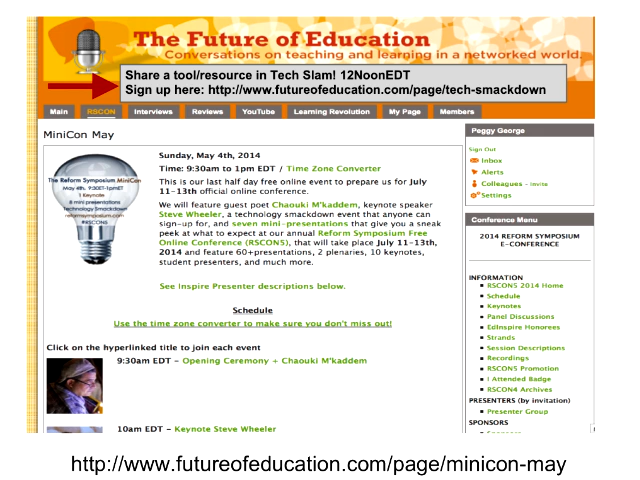 The Future of Education
Conversations on teaching and learning in a networked world.
Share a tool/resource in Tech Slam! 12NoonEDT
Sign up here: http://www.futureofeducation.com/page/tech-smackdown
Main RSCON Interviews Reviews YouTube Learning Revolution My Page Members
MiniCon May
The Reform Symposium MiniCon
May 4th, 9:30ET-1pmET
1 Keynote
8 mini presentations
Technology Smackdown
reformsymposium.com
#RSCON5
Sunday, May 4th, 2014
Time: 9:30am to 1pm EDT / Time Zone Converter
This is our last half day free online event to prepare us for July
11-13th official online conference.
We will feature guest poet Chaouki M'kaddem, keynote speaker
Steve Wheeler, a technology smackdown event that anyone can
sign-up for, and seven mini-presentations that give you a sneak
peek at what to expect at our annual Reform Symposium Free
Online Conference (RSCON5), that will take place July 11-13th,
2014 and feature 60+presentations, 2 plenaries, 10 keynotes,
student presenters, and much more.
See Inspire Presenter descriptions below.
Schedule
Use the time zone converter to make sure you don't miss out!
Click on the hyperlinked title to join each event
9:30am EDT - Opening Ceremony + Chaouki M'kaddem
10am EDT - Keynote Steve Wheeler
Peggy George
Sign Out
Inbox
Alerts
Colleagues - Invite
Settings
Conference Menu
2014 REFORM SYMPOSIUM
E-CONFERENCE
INFORMATION
RSCON5 2014 Home
Schedule
Keynotes
Panel Discussions
EdInspire Honorees
Strands
Session Descriptions
Recordings
RSCON5 Promotion
I Attended Badge
RSCON4 Archives
PRESENTERS (by invitation)
Presenter Group
SPONSORS
http://www.futureofeducation.com/page/minicon-may